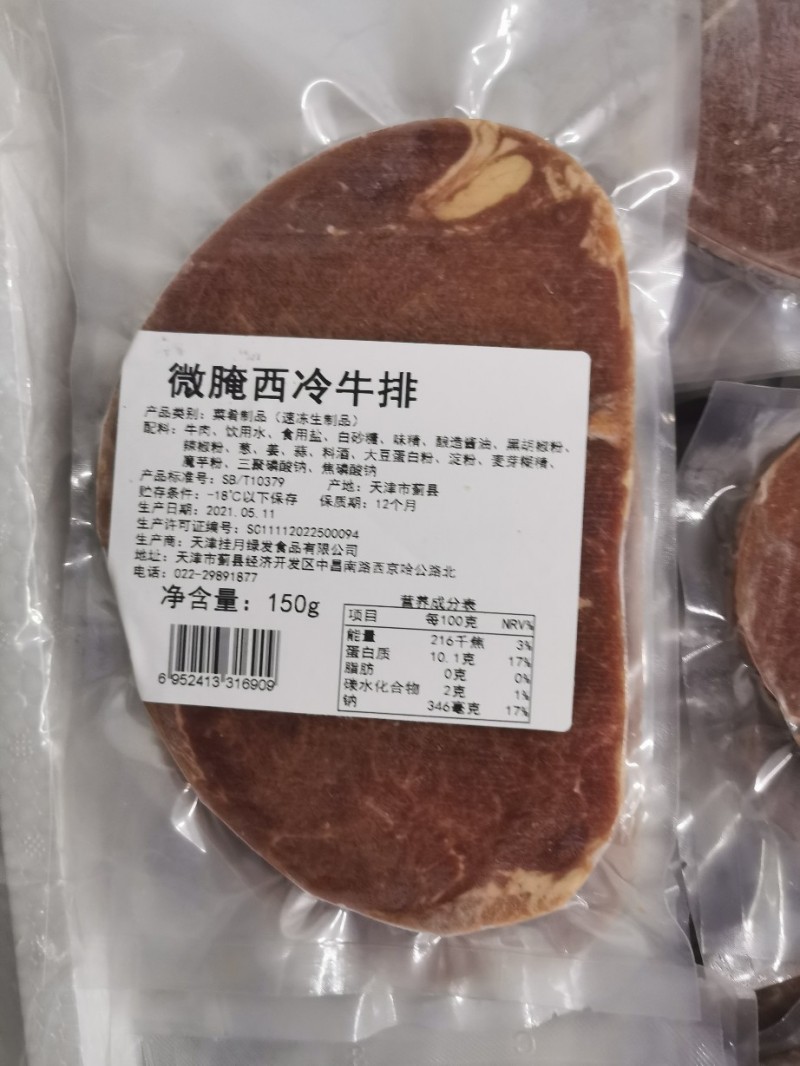 微腌西冷牛排
产品类别：菜肴制品（速冻生制品）
配料：牛肉、饮用水、食用盐、白砂糖、味精、酿造酱油、黑胡椒粉、
辣椒粉、葱、姜、蒜、料酒、大豆蛋白粉、淀粉、麦芽糊精、
魔芋粉、三聚磷酸钠、焦磷酸钠
产品标准号：SB/T10379 产地：天津市蓟县
贮存条件：-18℃以下保存 保质期：12个月
生产日期：2021.05.11
生产许可证编号：SC11112022500094
生产商：天津挂月绿发食品有限公司
地址：天津市蓟县经济开发区中昌南路西京哈公路北
电话：022-29891877
净含量：150g
6 952413 316909
营养成分表
项目 每100克 NRV%
能量 216千焦 3%
蛋白质 10.1克 17%
脂肪 0克 0%
碳水化合物 2克 1%
钠 346毫克 17%